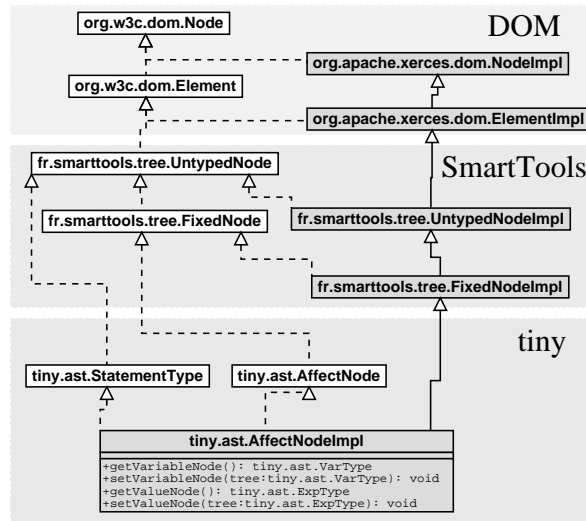 DOM
org.w3c.dom.Node
org.apache.xerces.dom.NodeImpl
org.w3c.dom.Element
org.apache.xerces.dom.ElementImpl
SmartTools
fr.smarttools.tree.UntypedNode
fr.smarttools.tree.FixedNode
fr.smarttools.tree.UntypedNodeImpl
fr.smarttools.tree.FixedNodeImpl
tiny
tiny.ast.StatementType
tiny.ast.AffectNode
tiny.ast.AffectNodeImpl
+getVariableNode(): tiny.ast.VarType
+setVariableNode(tree:tiny.ast.VarType): void
+getValueNode(): tiny.ast.ExpType
+setValueNode(tree:tiny.ast.ExpType): void